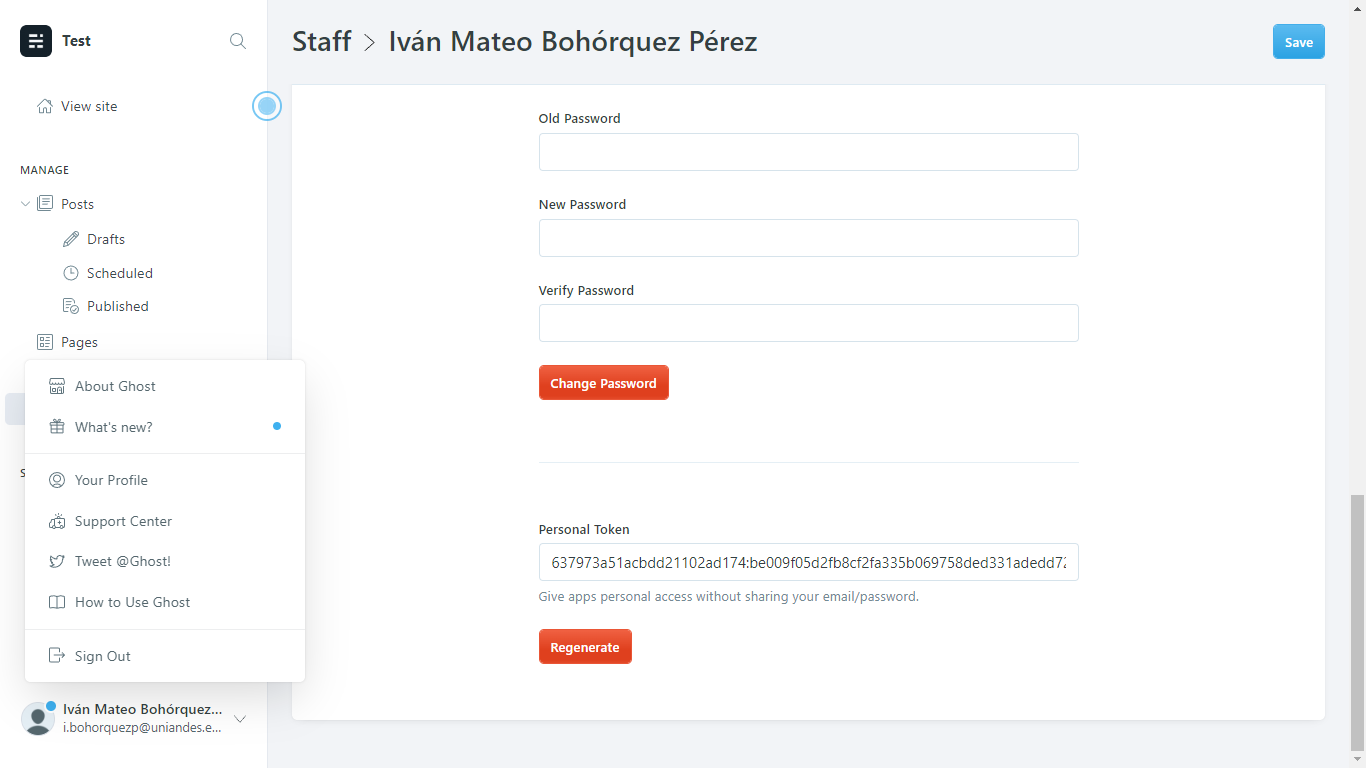 Test
View site
MANAGE
Posts
Drafts
Scheduled
Published
Pages
About Ghost
What's new?
Your Profile
Support Center
Tweet @Ghost!
How to Use Ghost
Sign Out
Iván Mateo Bohórquez...
i.bohorquezp@uniandes.e...
Staff > Iván Mateo Bohórquez Pérez
Save
Old Password
New Password
Verify Password
Change Password
Personal Token
637973a51acbdd21102ad174:be009f05d2fb8cf2fa335b069758ded331adedd72
Give apps personal access without sharing your email/password.
Regenerate